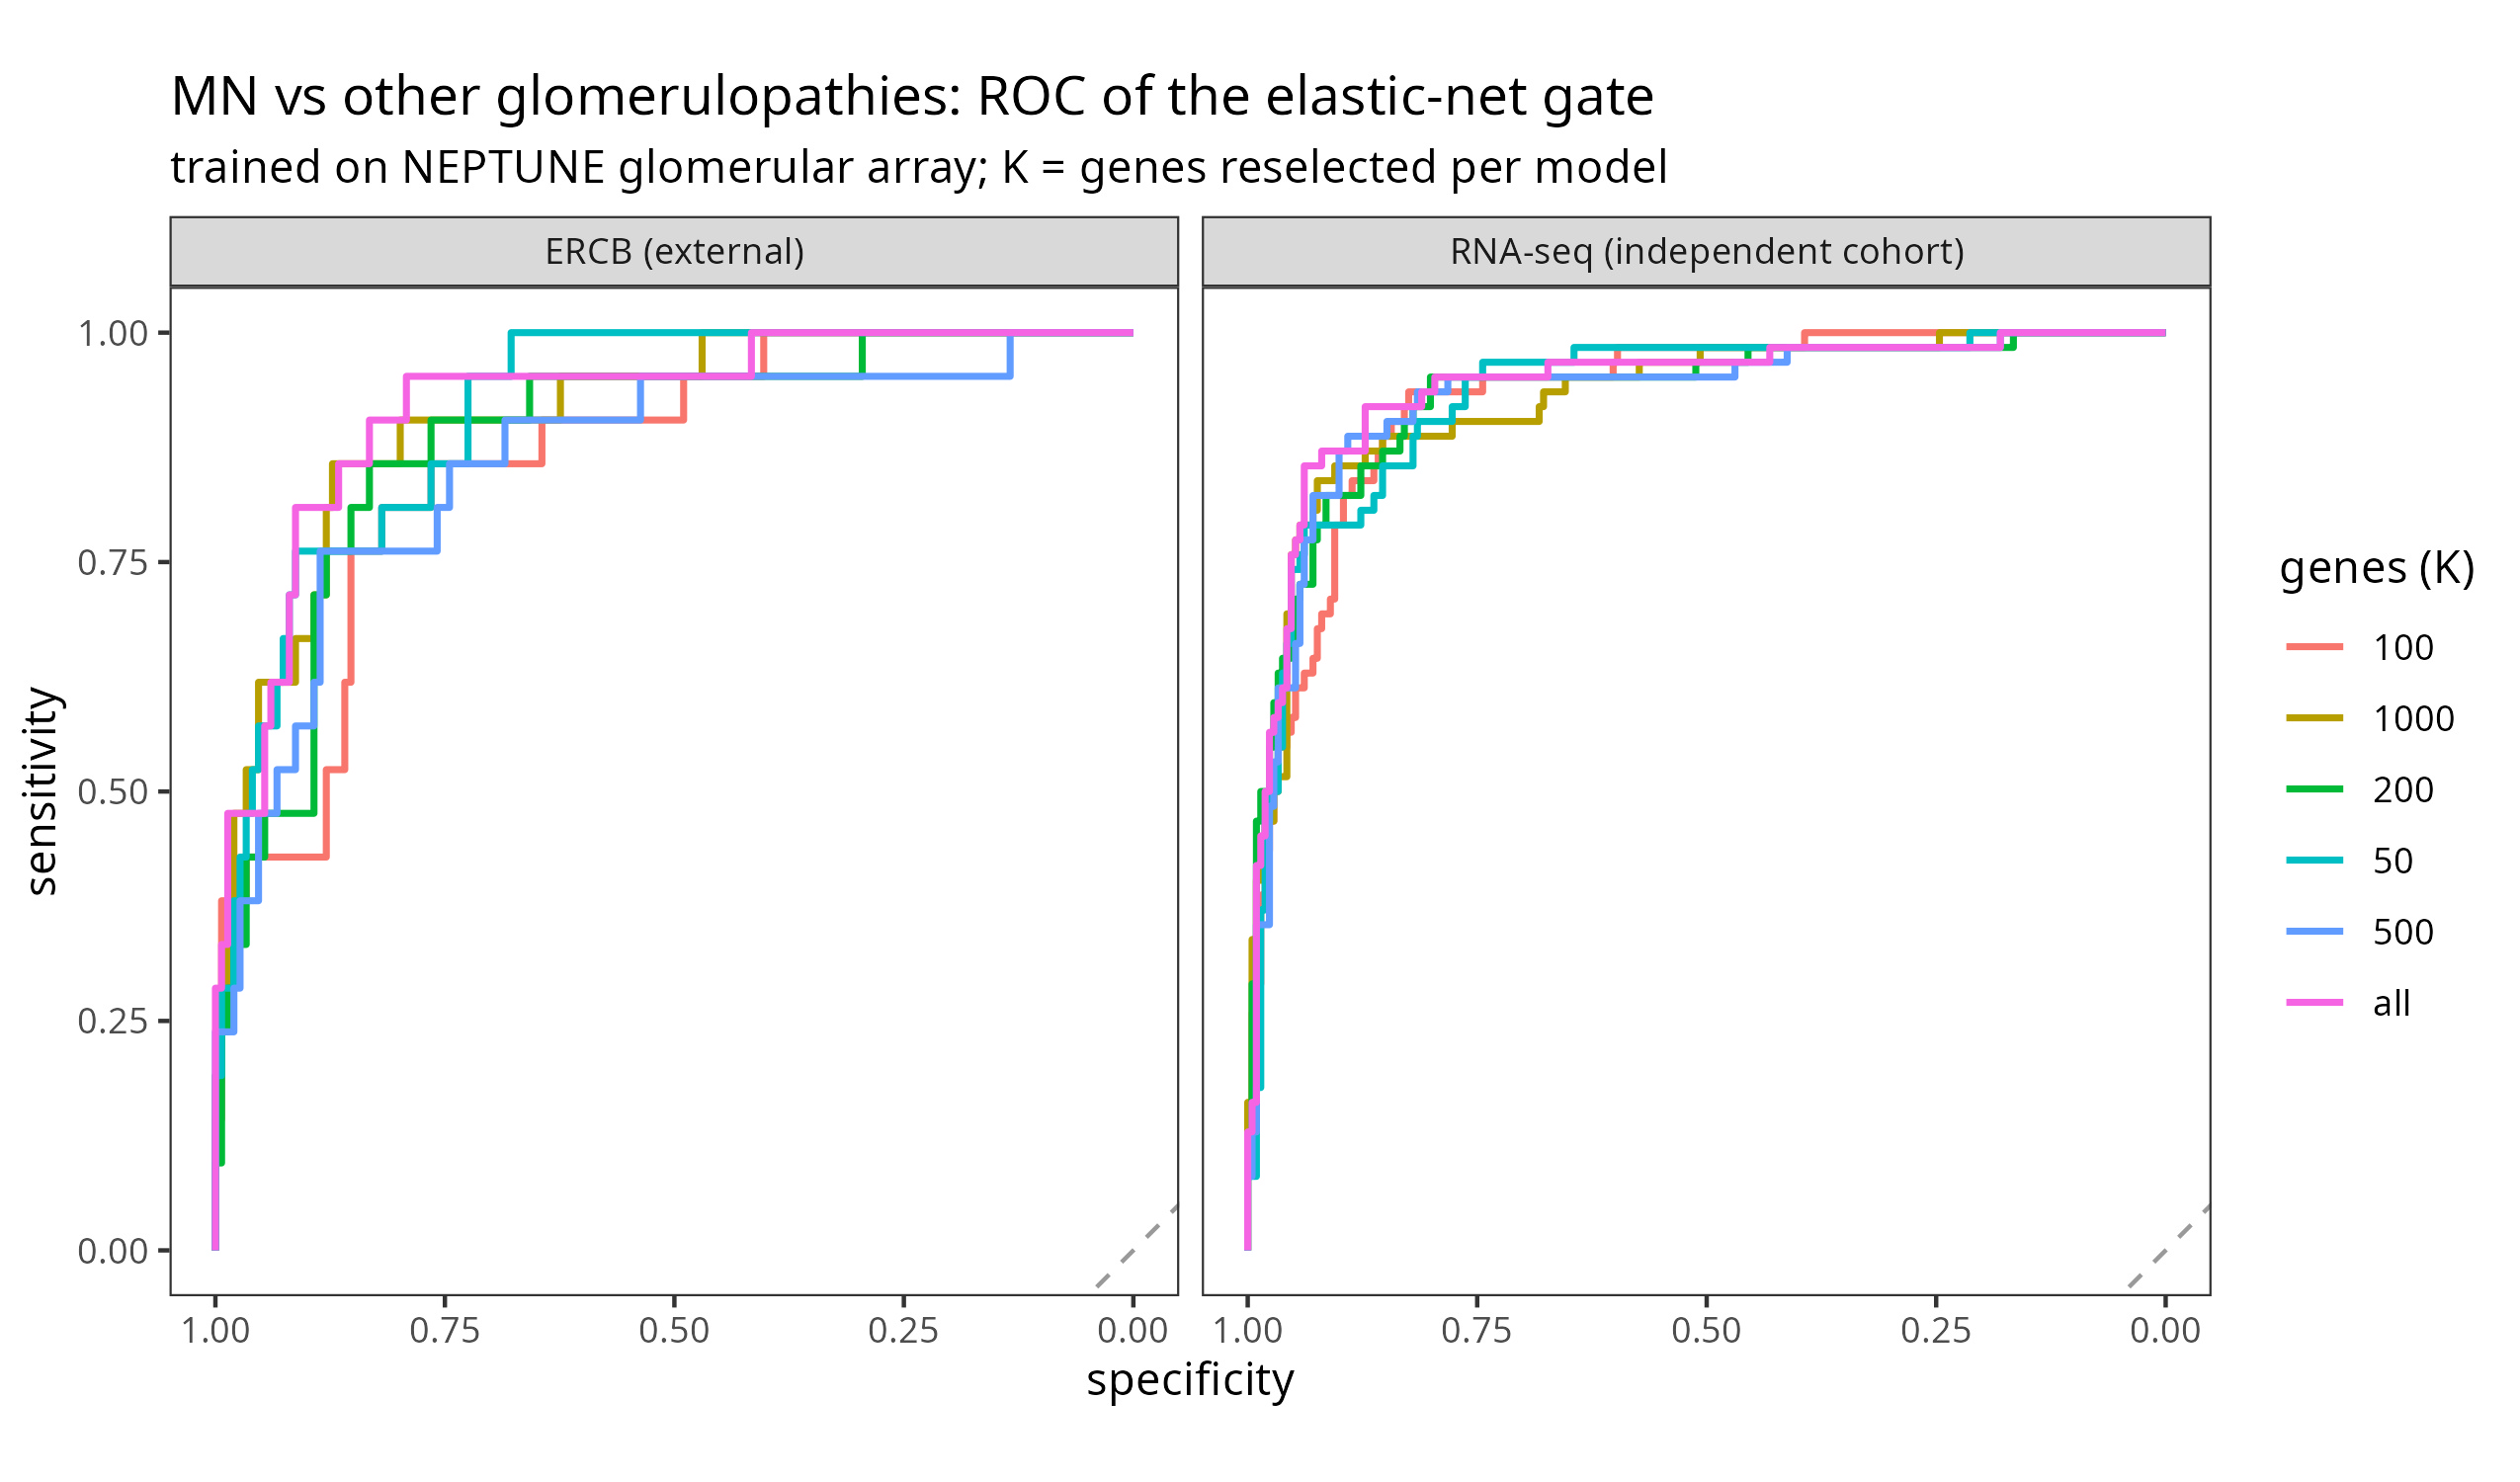 MN vs other glomerulopathies: ROC of the elastic-net gate
trained on NEPTUNE glomerular array; K = genes reselected per model
ERCB (external)
RNA-seq (independent cohort)
1.00
0.75
0.50
0.25
0.00
sensitivity
1.00
0.75
0.50
0.25
0.00
1.00
0.75
0.50
0.25
0.00
specificity
genes (K)
100
1000
200
50
500
all